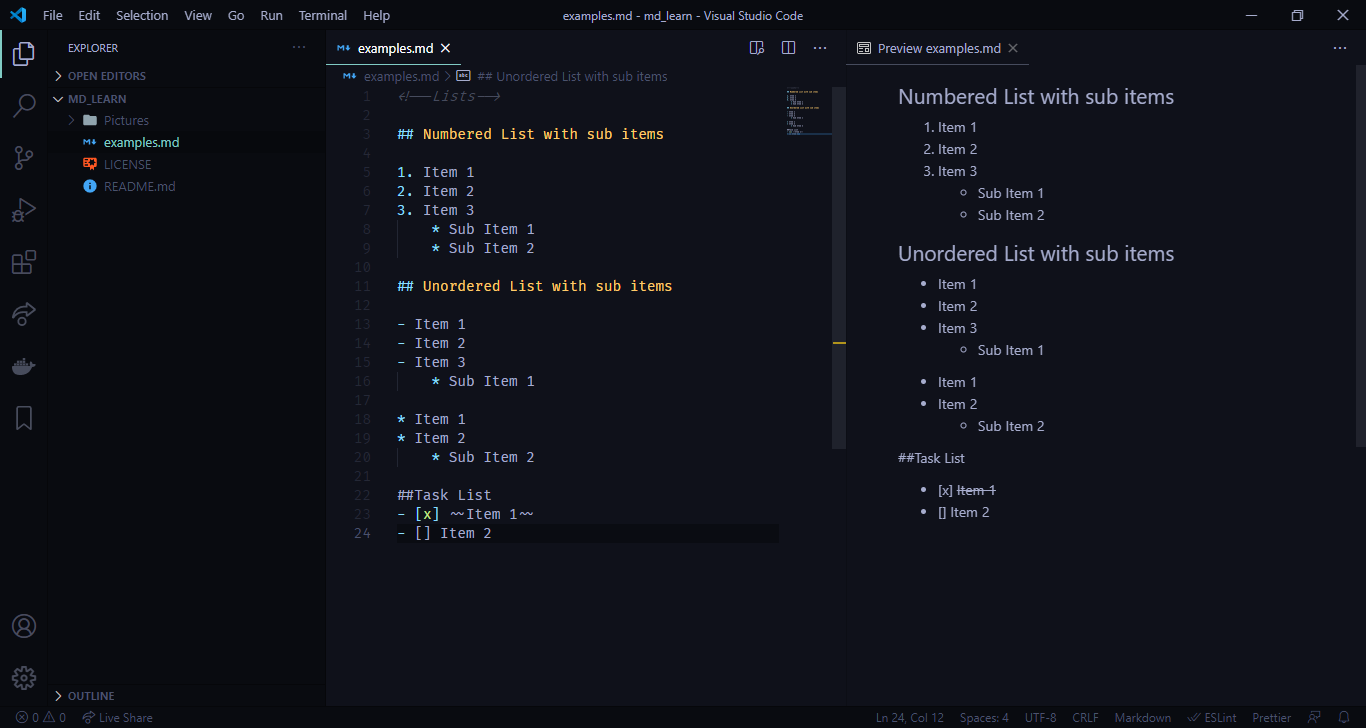 File Edit Selection View Go Run Terminal Help
examples.md - md_learn - Visual Studio Code
EXPLORER
OPEN EDITORS
MD_LEARN
Pictures
examples.md
LICENSE
README.md
OUTLINE
examples.md
examples.md > ## Unordered List with sub items
1 <!--Lists-->
2
3 ## Numbered List with sub items
4
5 1. Item 1
6 2. Item 2
7 3. Item 3
8 * Sub Item 1
9 * Sub Item 2
10
11 ## Unordered List with sub items
12
13 - Item 1
14 - Item 2
15 - Item 3
16 * Sub Item 1
17
18 * Item 1
19 * Item 2
20 * Sub Item 2
21
22 ##Task List
23 - [x] ~~Item 1~~
24 - [] Item 2
Preview examples.md
Numbered List with sub items
1. Item 1
2. Item 2
3. Item 3
Sub Item 1
Sub Item 2
Unordered List with sub items
Item 1
Item 2
Item 3
Sub Item 1
Item 1
Item 2
Sub Item 2
##Task List
[x] Item 1
[] Item 2
0 0 Live Share
Ln 24, Col 12 Spaces: 4 UTF-8 CRLF Markdown ESLint Prettier